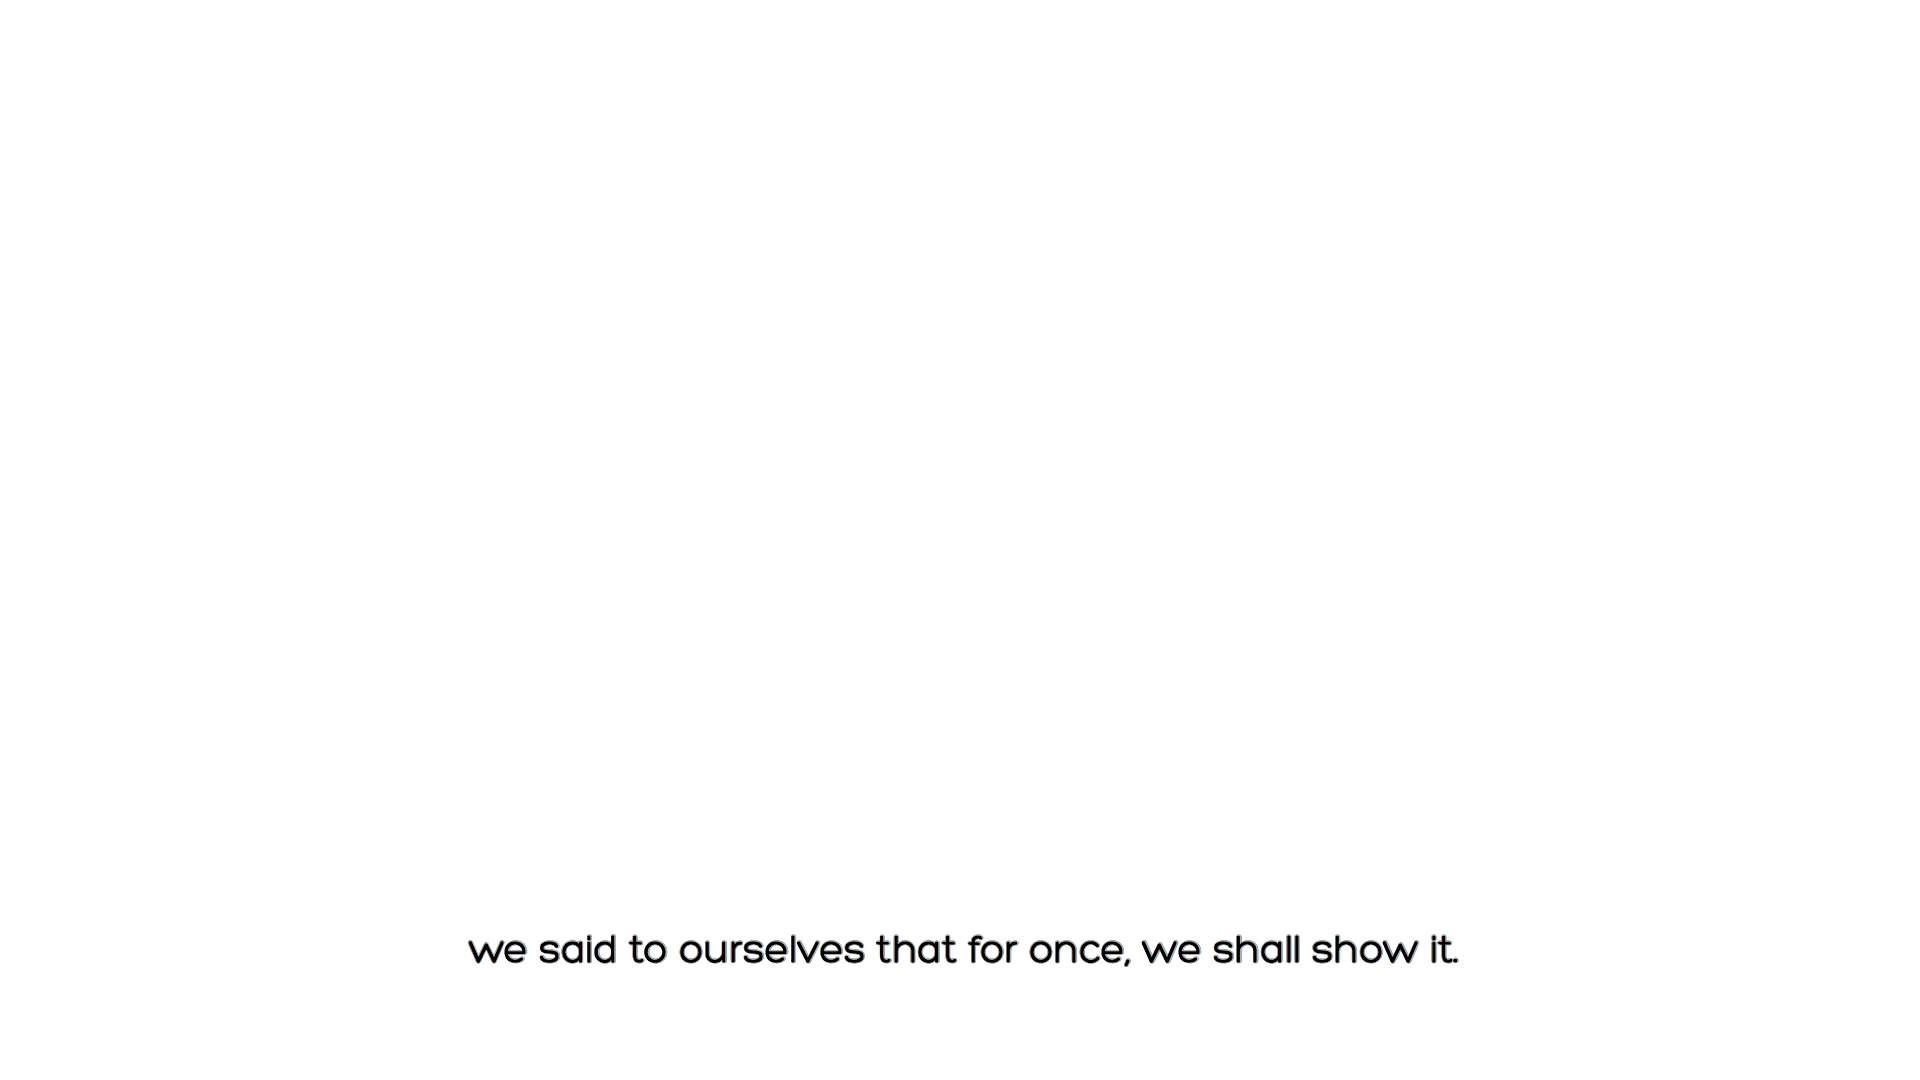 we said to ourselves that for once, we shall show it.